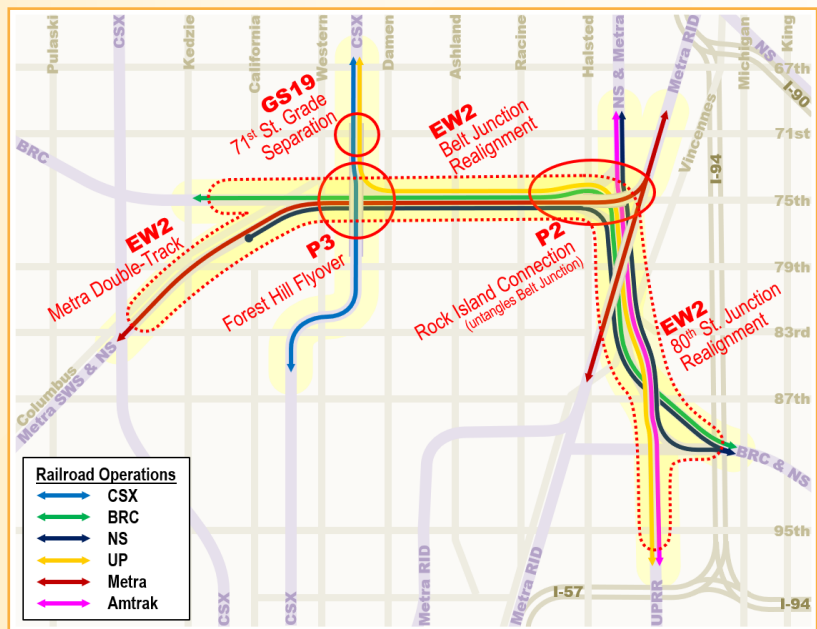 Pulaski
CSX
Kedzie
California
Western
CSX
Damen
Ashland
Racine
Halsted
NS & Metra
Metra RID
Michigan
King
NS
I-90
67th
GS19
71st St. Grade
Separation
EW2
Belt Junction
Realignment
Vincennes
I-94
71st
BRC
75th
EW2
Metra Double-Track
P3
Forest Hill Flyover
P2
Rock Island Connection
(untangles Belt Junction)
79th
EW2
80th St. Junction
Realignment
83rd
Columbus
Metra SWS & NS
87th
BRC & NS
Railroad Operations
CSX
BRC
NS
UP
Metra
Amtrak
95th
CSX
CSX
Metra RID
Metra RID
I-57
UPRR
I-94